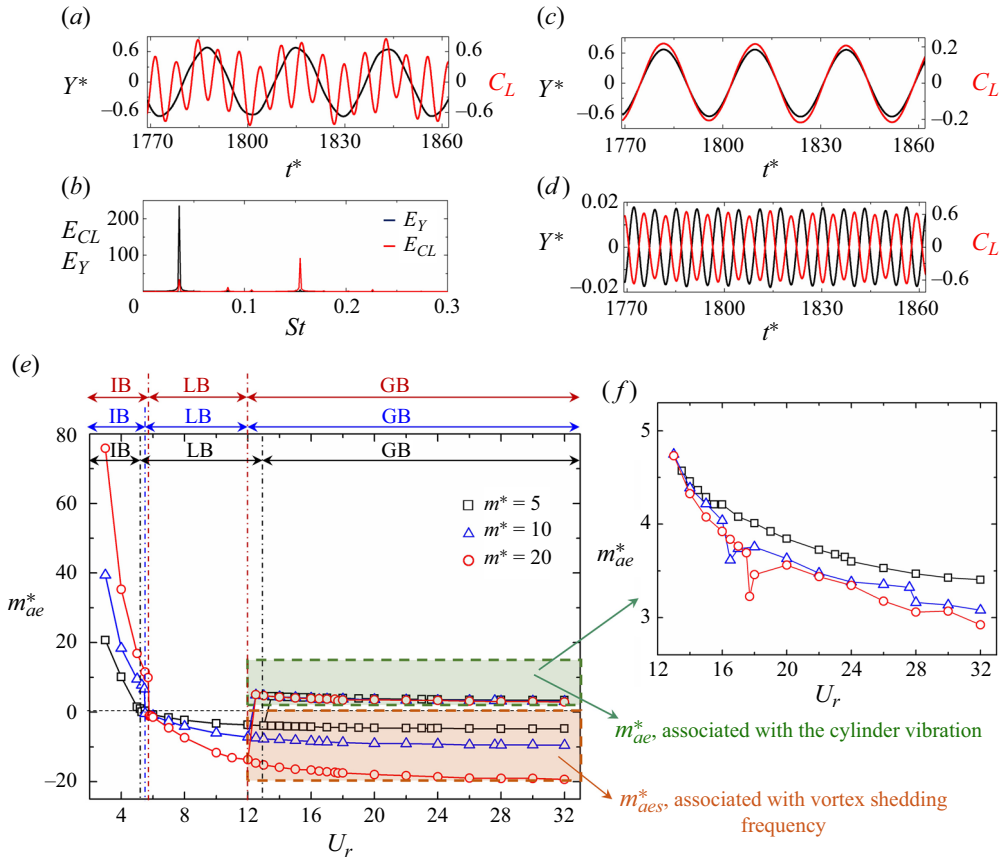 (a)
0.6
0
–0.6
Y*
0.6
0
–0.6
C_L
1770 1800 1830 1860
t*
(c)
0.6
0
–0.6
Y*
0.2
0
–0.2
C_L
1770 1800 1830 1860
t*
(b)
200
100
E_CL
E_Y
E_Y
E_CL
0 0.1 0.2 0.3
St
(d)
0.02
0
–0.02
Y*
0.6
0
–0.6
C_L
1770 1800 1830 1860
t*
(e)
IB LB GB
IB LB GB
IB LB GB
80
60
40
20
0
–20
m*_ae
m* = 5
m* = 10
m* = 20
4 8 12 16 20 24 28 32
U_r
(f)
5
4
3
m*_ae
12 16 20 24 28 32
U_r
m*_ae, associated with the cylinder vibration
m*_aes, associated with vortex shedding
frequency